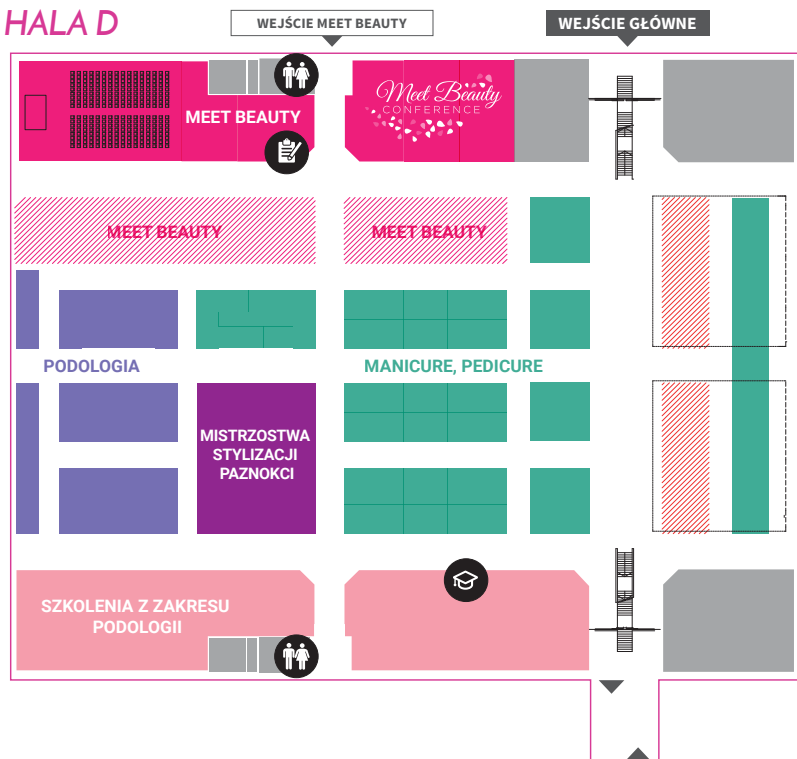 HALA D
WEJŚCIE MEET BEAUTY
WEJŚCIE GŁÓWNE
MEET BEAUTY
Meet Beauty
CONFERENCE
MEET BEAUTY
MEET BEAUTY
PODOLOGIA
MANICURE, PEDICURE
MISTRZOSTWA
STYLIZACJI
PAZNOKCI
SZKOLENIA Z ZAKRESU
PODOLOGII